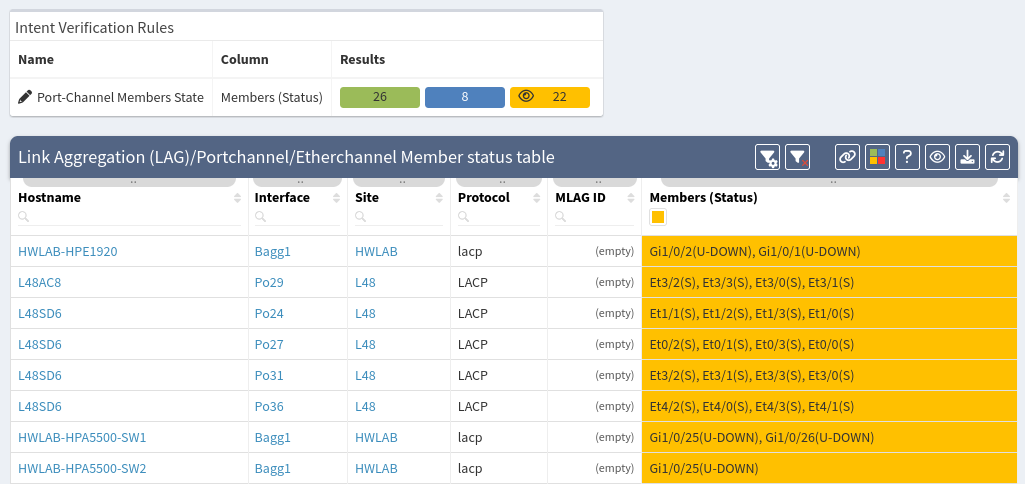 Intent Verification Rules
Name Column Results
Port-Channel Members State Members (Status) 26 8 22
Link Aggregation (LAG)/Portchannel/Etherchannel Member status table ?
Hostname Interface Site Protocol MLAG ID Members (Status)
HWLAB-HPE1920 Bagg1 HWLAB lacp (empty) Gi1/0/2(U-DOWN), Gi1/0/1(U-DOWN)
L48AC8 Po29 L48 LACP (empty) Et3/2(S), Et3/3(S), Et3/0(S), Et3/1(S)
L48SD6 Po24 L48 LACP (empty) Et1/1(S), Et1/2(S), Et1/3(S), Et1/0(S)
L48SD6 Po27 L48 LACP (empty) Et0/2(S), Et0/1(S), Et0/3(S), Et0/0(S)
L48SD6 Po31 L48 LACP (empty) Et3/2(S), Et3/1(S), Et3/3(S), Et3/0(S)
L48SD6 Po36 L48 LACP (empty) Et4/2(S), Et4/0(S), Et4/3(S), Et4/1(S)
HWLAB-HPA5500-SW1 Bagg1 HWLAB lacp (empty) Gi1/0/25(U-DOWN), Gi1/0/26(U-DOWN)
HWLAB-HPA5500-SW2 Bagg1 HWLAB lacp (empty) Gi1/0/25(U-DOWN)